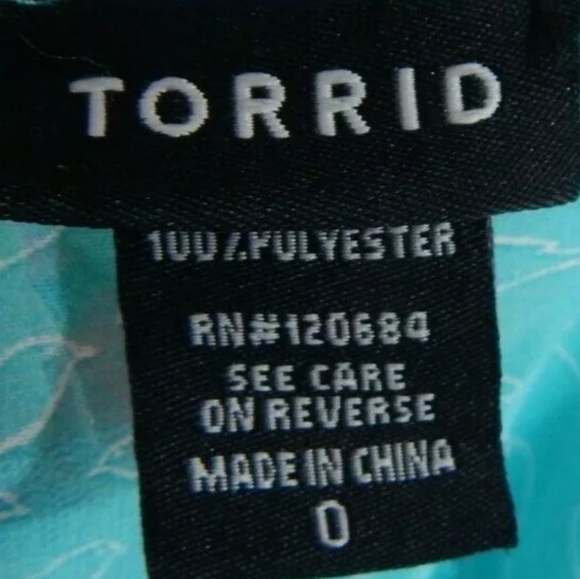 TORRID
100% POLYESTER
RN#120684
SEE CARE
ON REVERSE
MADE IN CHINA
0